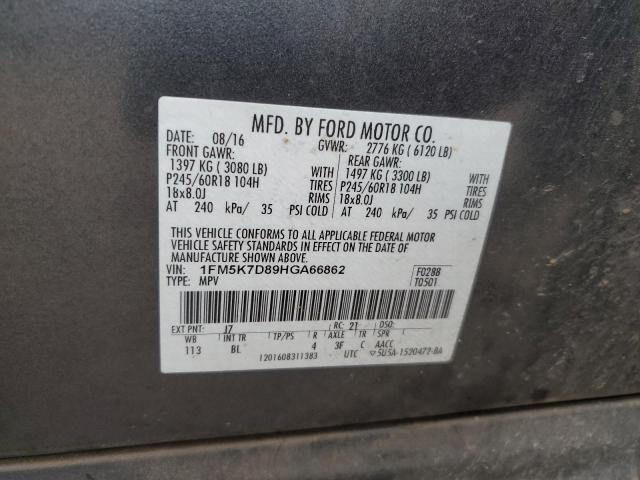 MFD. BY FORD MOTOR CO.
DATE: 08/16 GVWR: 2776 KG ( 6120 LB)
FRONT GAWR: REAR GAWR:
1397 KG ( 3080 LB) 1497 KG ( 3300 LB)
P245/60R18 104H TIRES P245/60R18 104H TIRES
18x8.0J RIMS 18x8.0J RIMS
AT 240 kPa/ 35 PSI COLD AT 240 kPa/ 35 PSI COLD
THIS VEHICLE CONFORMS TO ALL APPLICABLE FEDERAL MOTOR
VEHICLE SAFETY STANDARDS IN EFFECT ON THE DATE OF
MANUFACTURE SHOWN ABOVE.
VIN: 1FM5K7D89HGA66862 F0288
TYPE: MPV T0501
EXT PNT: J7 RC: 21 DSO:
WB INT TR TP/PS R AXLE TR SPR
113 BL 4 3F C AACC
1201608311383 UTC ▽5U5A-1520472-BA